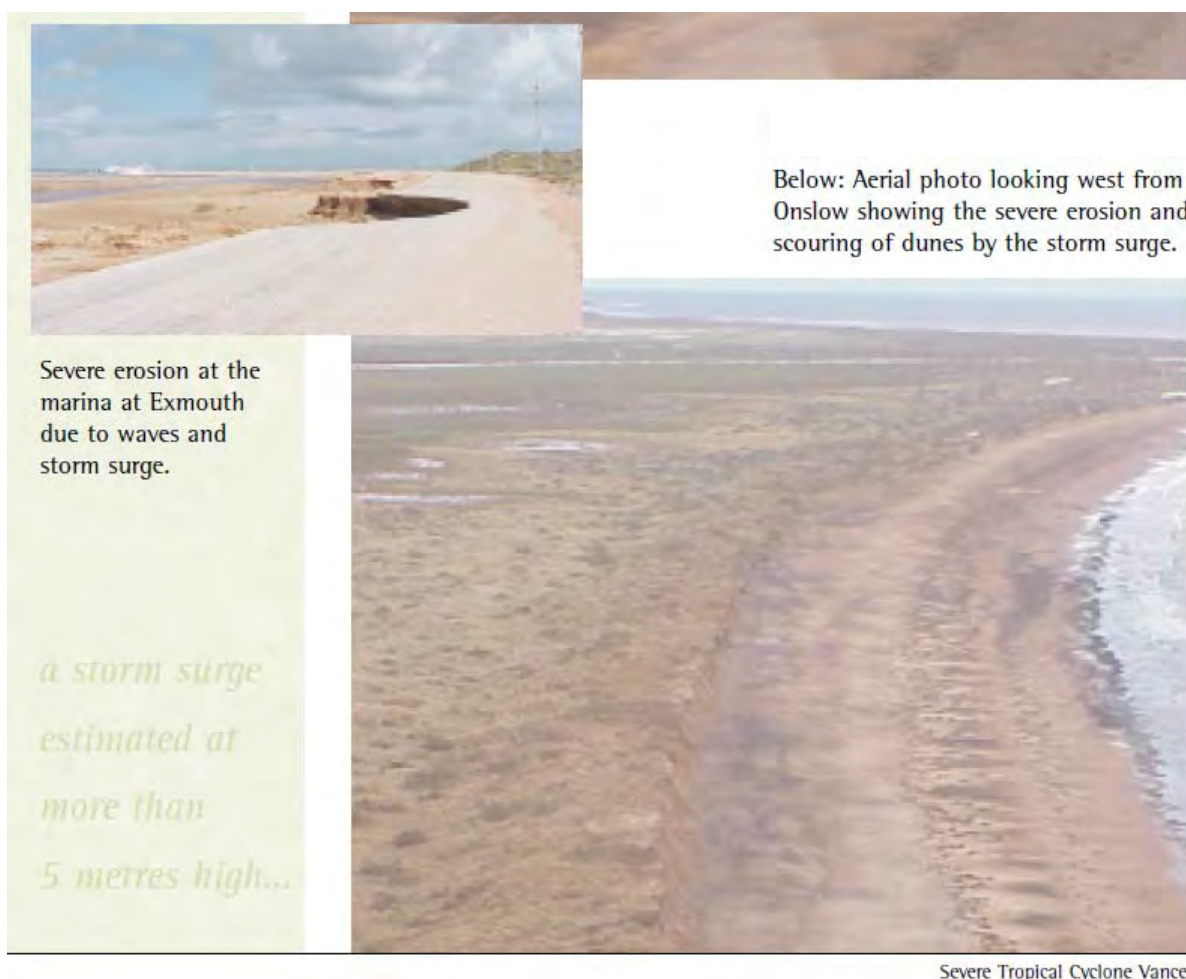 Below: Aerial photo looking west from
Onslow showing the severe erosion and
scouring of dunes by the storm surge.
Severe erosion at the
marina at Exmouth
due to waves and
storm surge.
a storm surge
estimated at
more than
5 metres high...
Severe Tropical Cyclone Vance